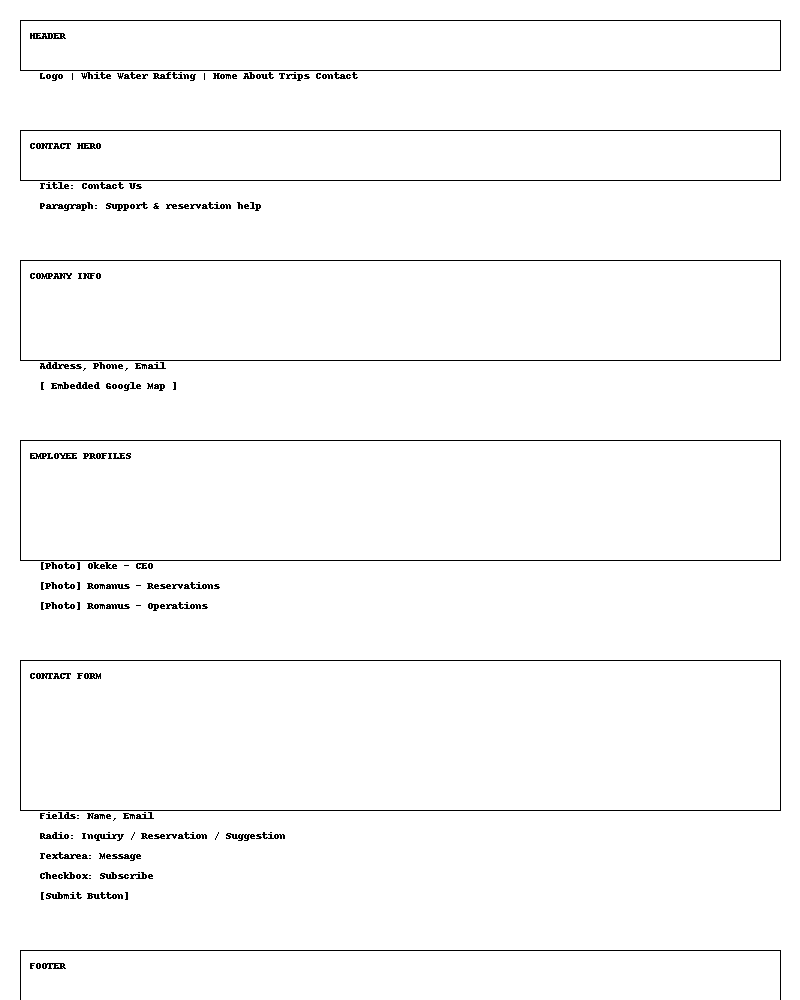 HEADER
Logo | White Water Rafting | Home About Trips Contact
CONTACT HERO
Title: Contact Us
Paragraph: Support & reservation help
COMPANY INFO
Address, Phone, Email
[ Embedded Google Map ]
EMPLOYEE PROFILES
[Photo] Okeke - CEO
[Photo] Romanus - Reservations
[Photo] Romanus - Operations
CONTACT FORM
Fields: Name, Email
Radio: Inquiry / Reservation / Suggestion
Textarea: Message
Checkbox: Subscribe
[Submit Button]
FOOTER